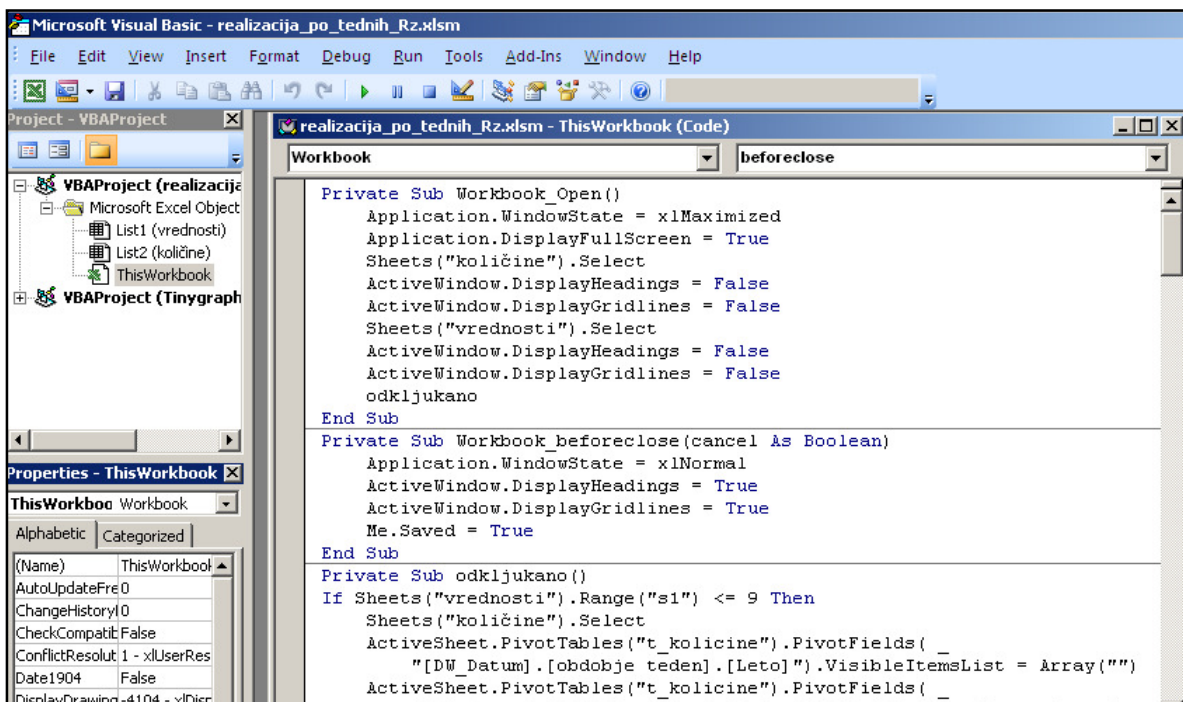 Microsoft Visual Basic - realizacija_po_tednih_Rz.xlsm
File Edit View Insert Format Debug Run Tools Add-Ins Window Help
Project - VBAProject
VBAProject (realizacija
Microsoft Excel Object
List1 (vrednosti)
List2 (količine)
ThisWorkbook
VBAProject (Tinygraph
Properties - ThisWorkbook
ThisWorkboo Workbook
Alphabetic Categorized
(Name) ThisWorkbook
AutoUpdateFre 0
ChangeHistoryI 0
CheckCompatib False
ConflictResolut 1 - xlUserRes
Date1904 False
DisplayDrawing -4104 - xlDisp
realizacija_po_tednih_Rz.xlsm - ThisWorkbook (Code)
Workbook beforeclose
Private Sub Workbook_Open()
Application.WindowState = xlMaximized
Application.DisplayFullScreen = True
Sheets("količine").Select
ActiveWindow.DisplayHeadings = False
ActiveWindow.DisplayGridlines = False
Sheets("vrednosti").Select
ActiveWindow.DisplayHeadings = False
ActiveWindow.DisplayGridlines = False
odkljukano
End Sub
Private Sub Workbook_beforeclose(cancel As Boolean)
Application.WindowState = xlNormal
ActiveWindow.DisplayHeadings = True
ActiveWindow.DisplayGridlines = True
Me.Saved = True
End Sub
Private Sub odkljukano()
If Sheets("vrednosti").Range("s1") <= 9 Then
Sheets("količine").Select
ActiveSheet.PivotTables("t_kolicine").PivotFields( _
"[DW_Datum].[obdobje teden].[Leto]").VisibleItemsList = Array("")
ActiveSheet.PivotTables("t_kolicine").PivotFields( _